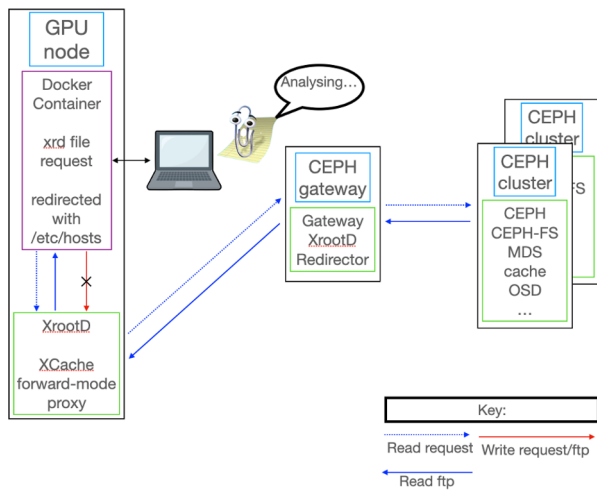 GPU
node
Docker
Container
xrd file
request
redirected
with
/etc/hosts
XrootD
XCache
forward-mode
proxy
Analysing...
CEPH
gateway
Gateway
XrootD
Redirector
CEPH
cluster
FS
CEPH
cluster
CEPH
CEPH-FS
MDS
cache
OSD
...
Key:
Read request
Write request/ftp
Read ftp